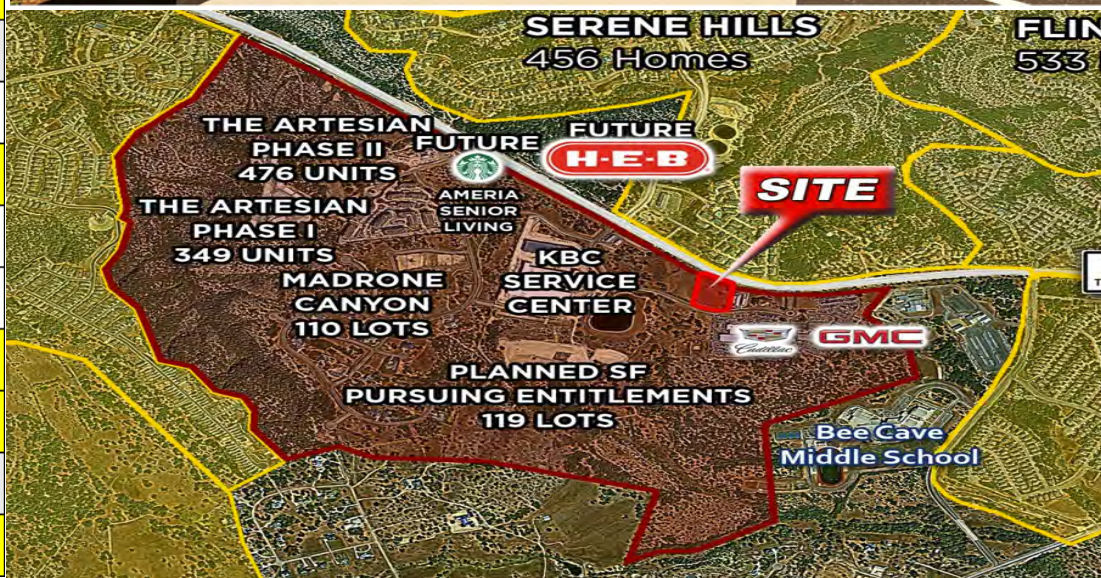 SERENE HILLS
456 Homes
FLIN
533
THE ARTESIAN
PHASE II
476 UNITS
FUTURE
FUTURE
H-E-B
SITE
AMERIA
SENIOR
LIVING
THE ARTESIAN
PHASE I
349 UNITS
KBC
SERVICE
CENTER
MADRONE
CANYON
110 LOTS
Cadillac
GMC
PLANNED SF
PURSUING ENTITLEMENTS
119 LOTS
Bee Cave
Middle School
T